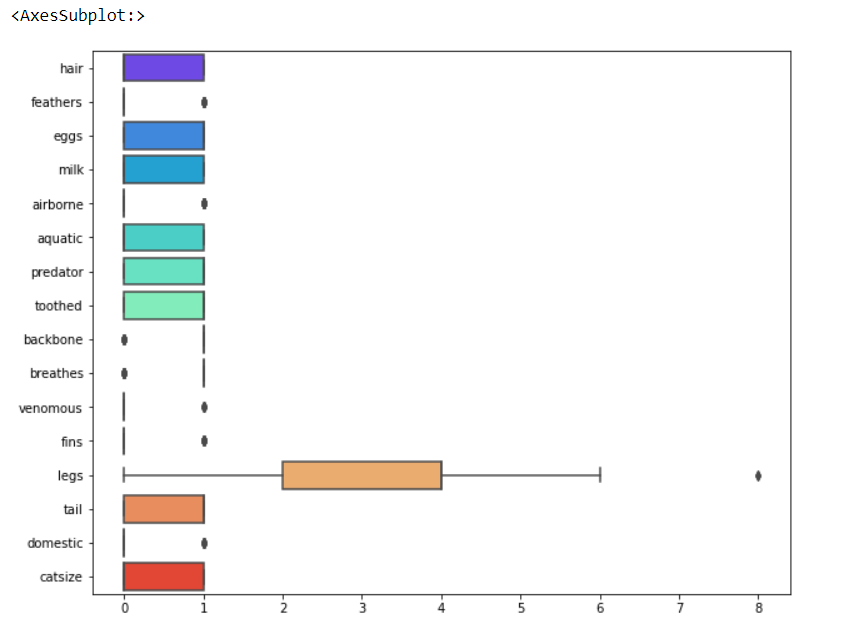 <AxesSubplot:>
hair
feathers
eggs
milk
airborne
aquatic
predator
toothed
backbone
breathes
venomous
fins
legs
tail
domestic
catsize
0 1 2 3 4 5 6 7 8